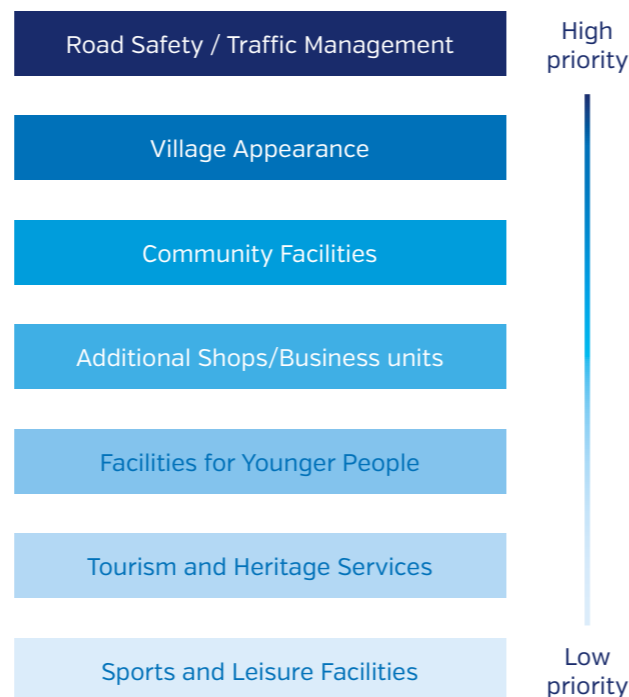 Road Safety / Traffic Management
High
priority
Village Appearance
Community Facilities
Additional Shops/Business units
Facilities for Younger People
Tourism and Heritage Services
Sports and Leisure Facilities
Low
priority